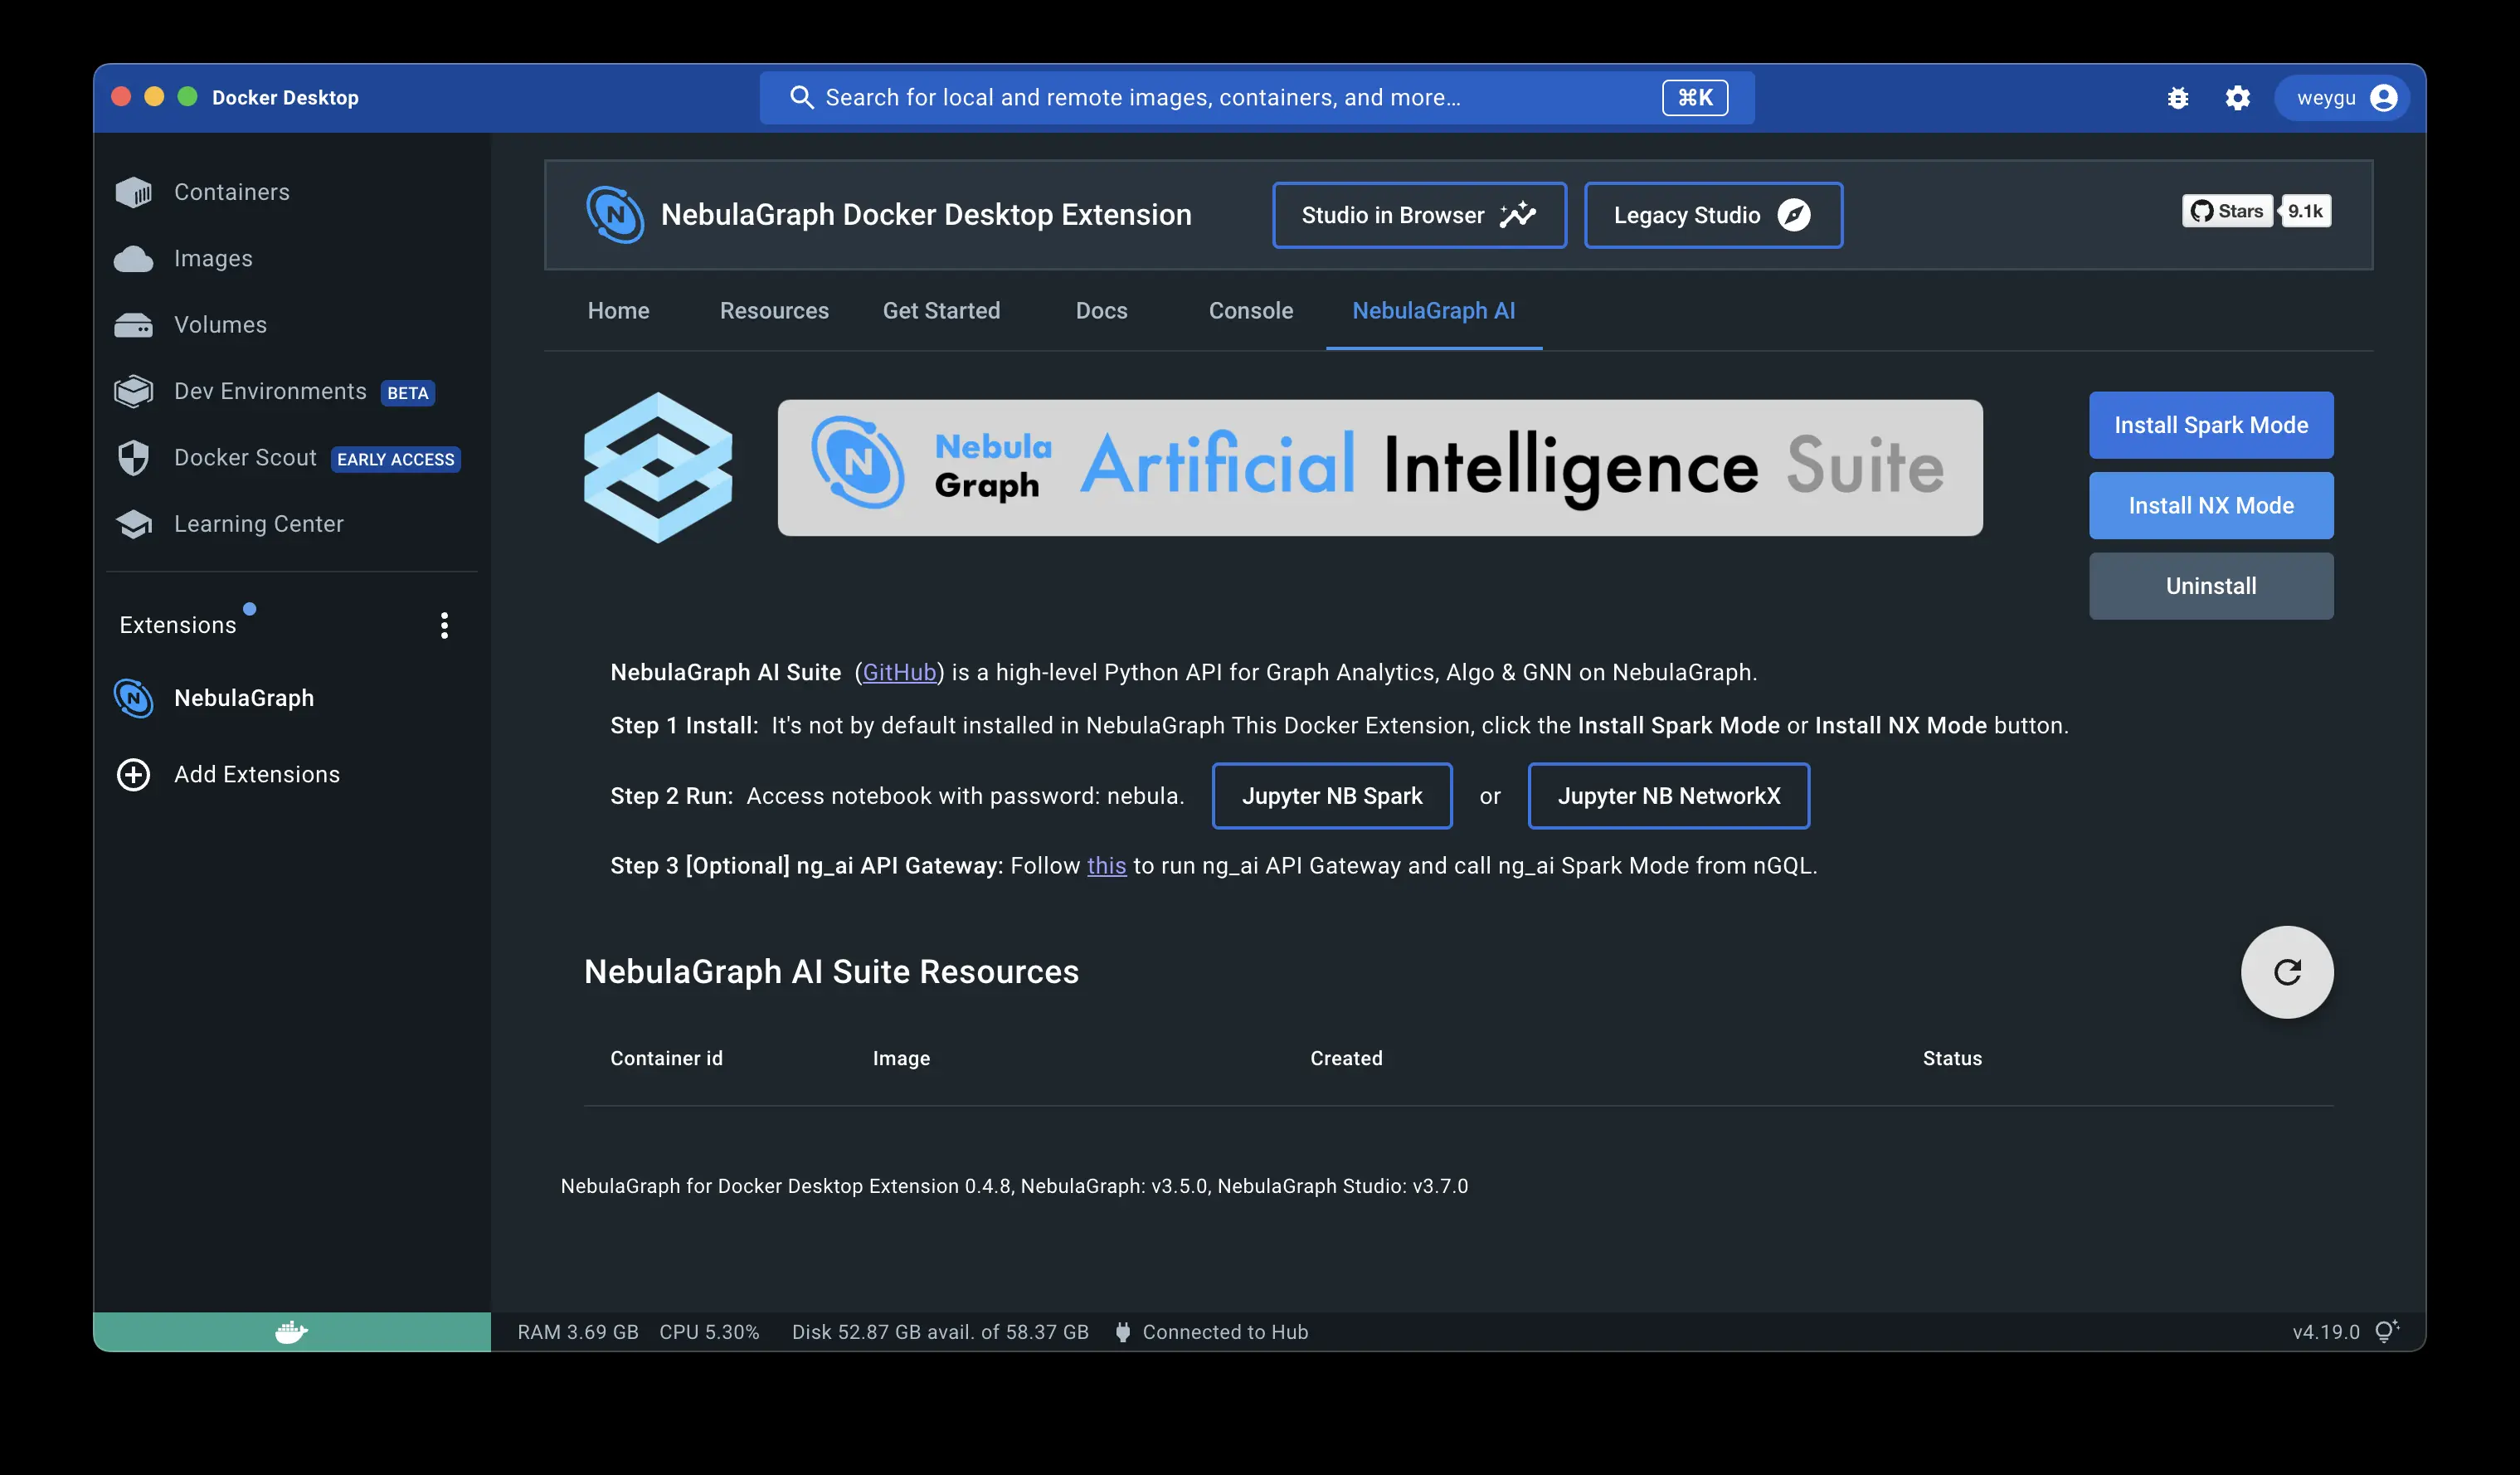 Docker Desktop
Search for local and remote images, containers, and more...
⌘K
weygu
Containers
Images
Volumes
Dev Environments BETA
Docker Scout EARLY ACCESS
Learning Center
Extensions
NebulaGraph
Add Extensions
N NebulaGraph Docker Desktop Extension
Studio in Browser
Legacy Studio
Stars 9.1k
Home Resources Get Started Docs Console NebulaGraph AI
N Nebula Graph Artificial Intelligence Suite
Install Spark Mode
Install NX Mode
Uninstall
NebulaGraph AI Suite (GitHub) is a high-level Python API for Graph Analytics, Algo & GNN on NebulaGraph.
Step 1 Install: It's not by default installed in NebulaGraph This Docker Extension, click the Install Spark Mode or Install NX Mode button.
Step 2 Run: Access notebook with password: nebula. Jupyter NB Spark or Jupyter NB NetworkX
Step 3 [Optional] ng_ai API Gateway: Follow this to run ng_ai API Gateway and call ng_ai Spark Mode from nGQL.
NebulaGraph AI Suite Resources
Container id Image Created Status
NebulaGraph for Docker Desktop Extension 0.4.8, NebulaGraph: v3.5.0, NebulaGraph Studio: v3.7.0
RAM 3.69 GB CPU 5.30% Disk 52.87 GB avail. of 58.37 GB Connected to Hub
v4.19.0